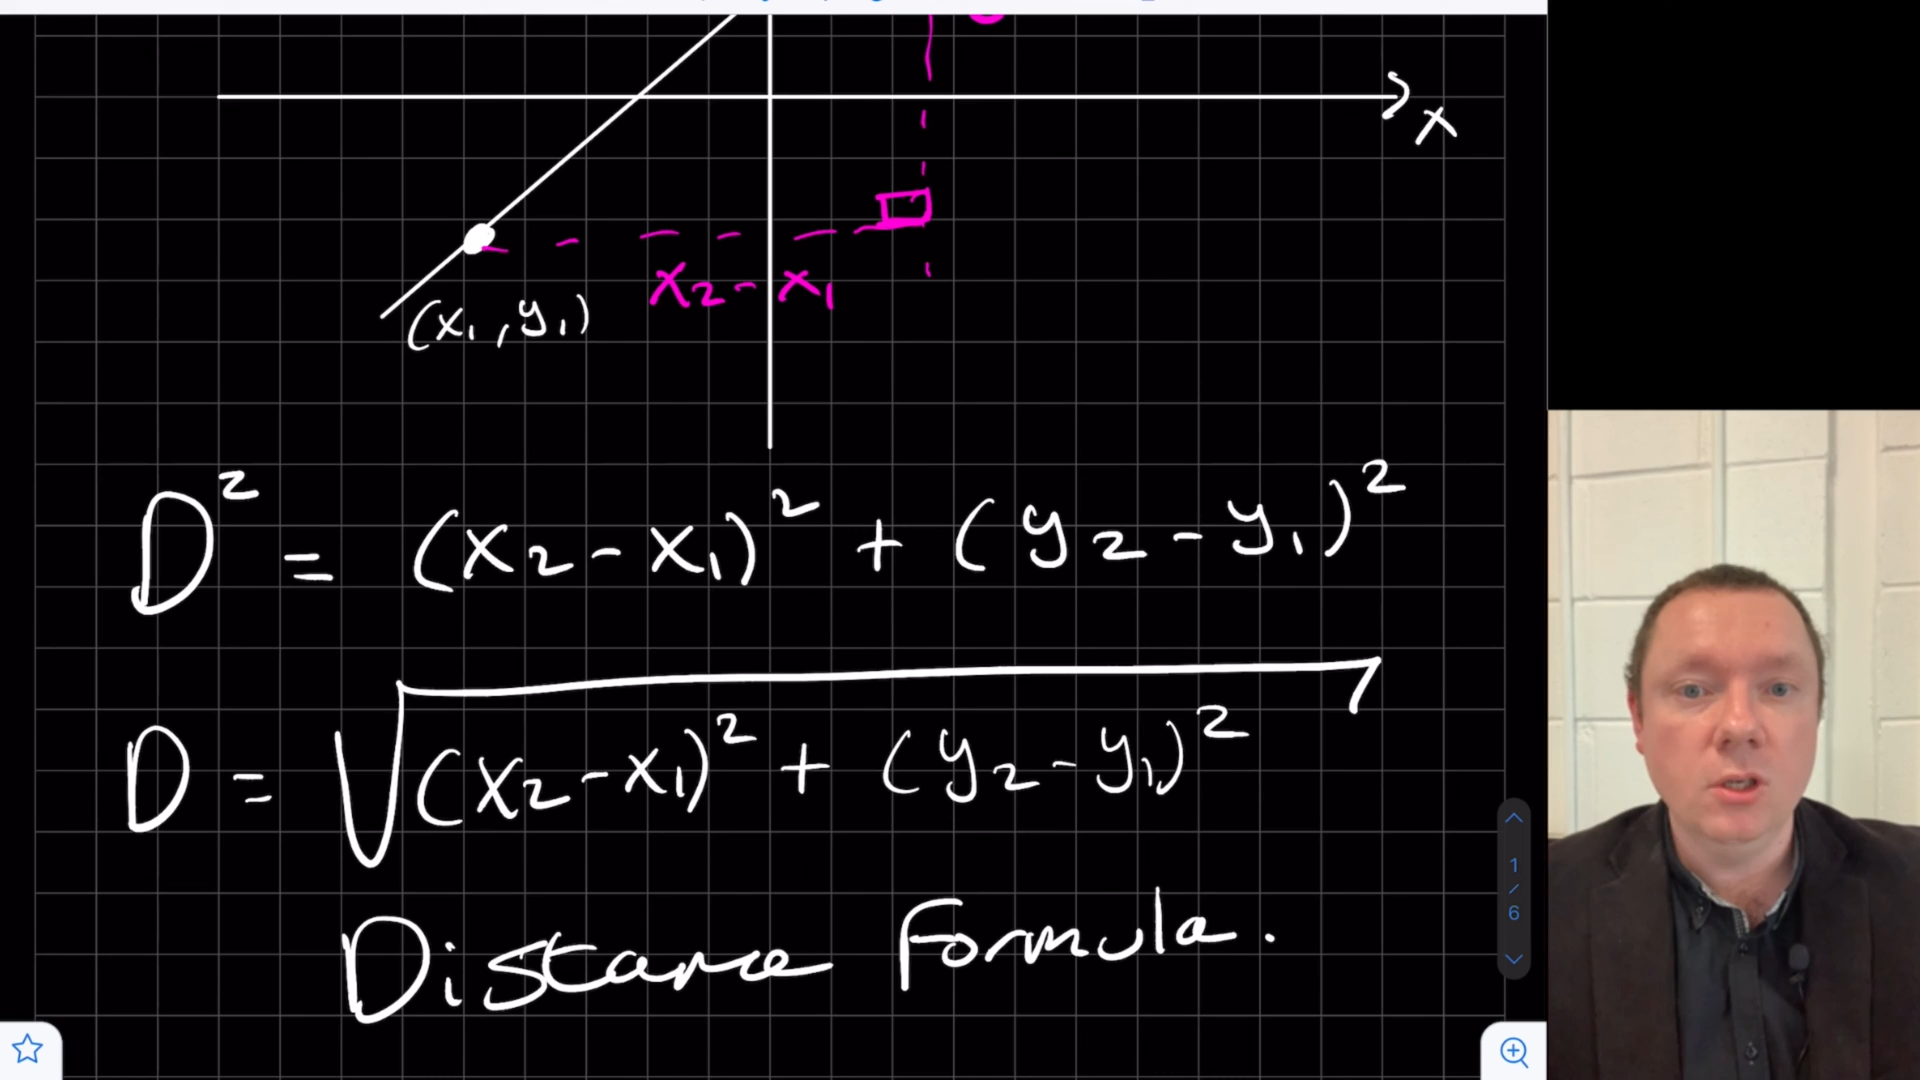 x
x₂ - x₁
(x₁, y₁)
D² = (x₂ - x₁)² + (y₂ - y₁)²
D = √(x₂ - x₁)² + (y₂ - y₁)²
Distance Formula.
1
/
6